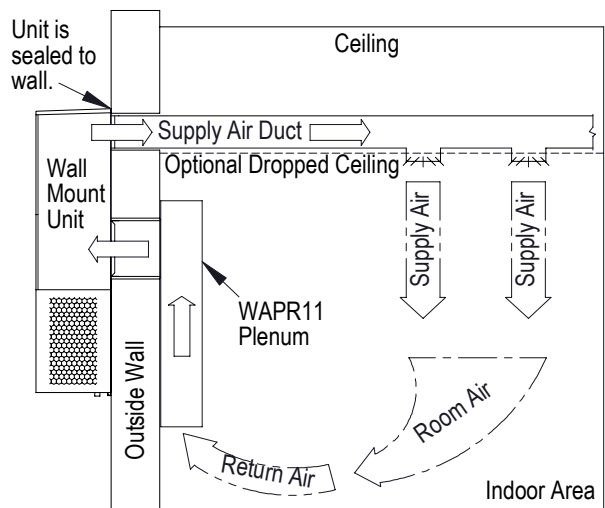 Unit is
sealed to
wall.
Ceiling
Supply Air Duct
Optional Dropped Ceiling
Wall
Mount
Unit
Supply Air
Supply Air
WAPR11
Plenum
Outside Wall
Room Air
Return Air
Indoor Area